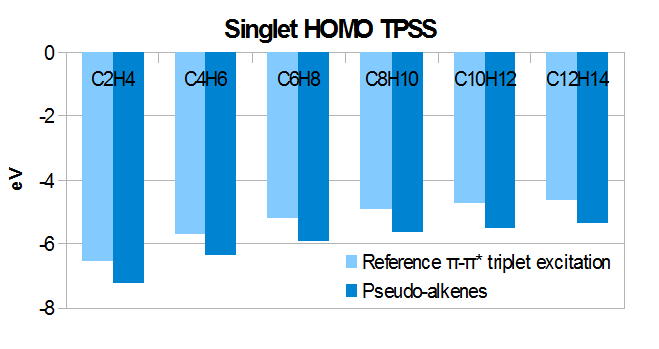 Singlet HOMO TPSS
0
C2H4 C4H6 C6H8 C8H10 C10H12 C12H14
-2
-4
eV
-6
Reference π-π* triplet excitation
Pseudo-alkenes
-8